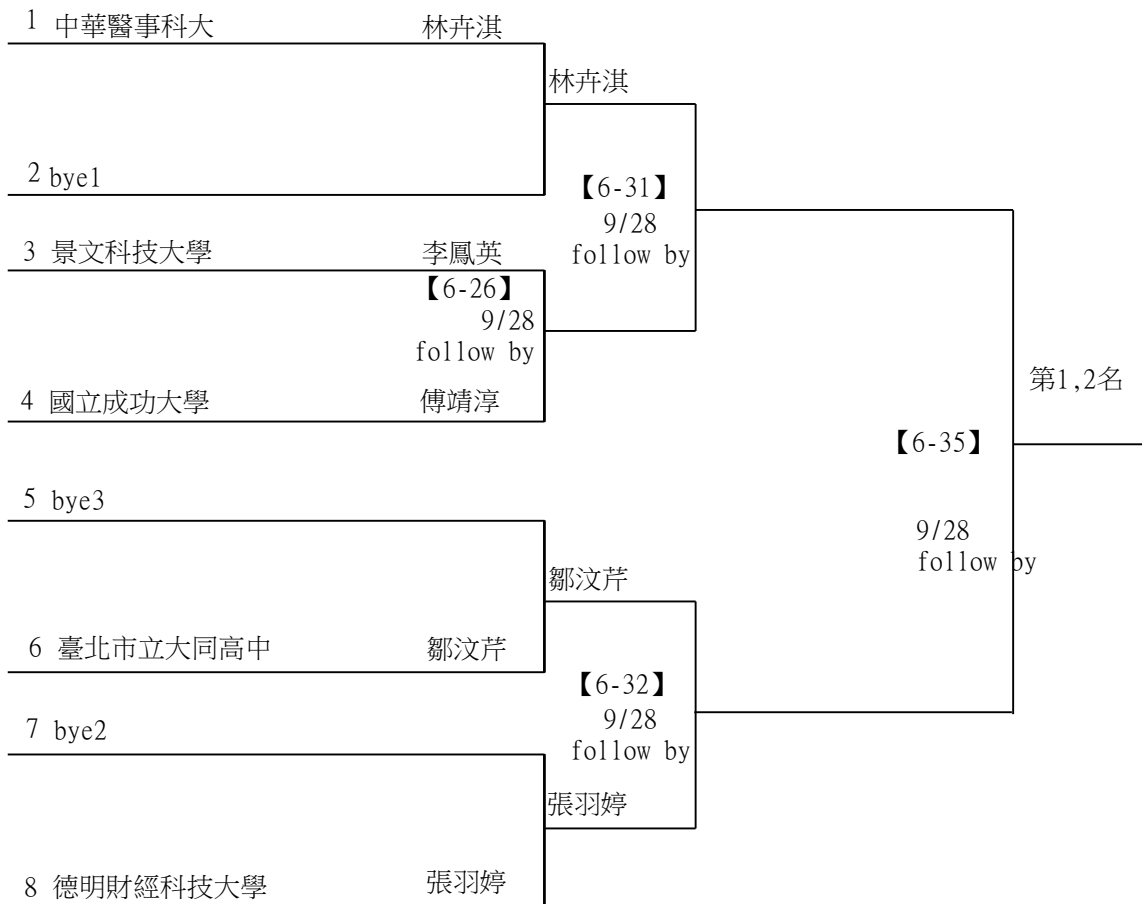 1 中華醫事科大 林卉淇
林卉淇
2 bye1
【6-31】
9/28
follow by
3 景文科技大學 李鳳英
【6-26】
9/28
follow by
4 國立成功大學 傅靖淳
第1,2名
【6-35】
9/28
follow by
5 bye3
鄒汶芹
6 臺北市立大同高中 鄒汶芹
【6-32】
9/28
follow by
7 bye2
張羽婷
8 德明財經科技大學 張羽婷